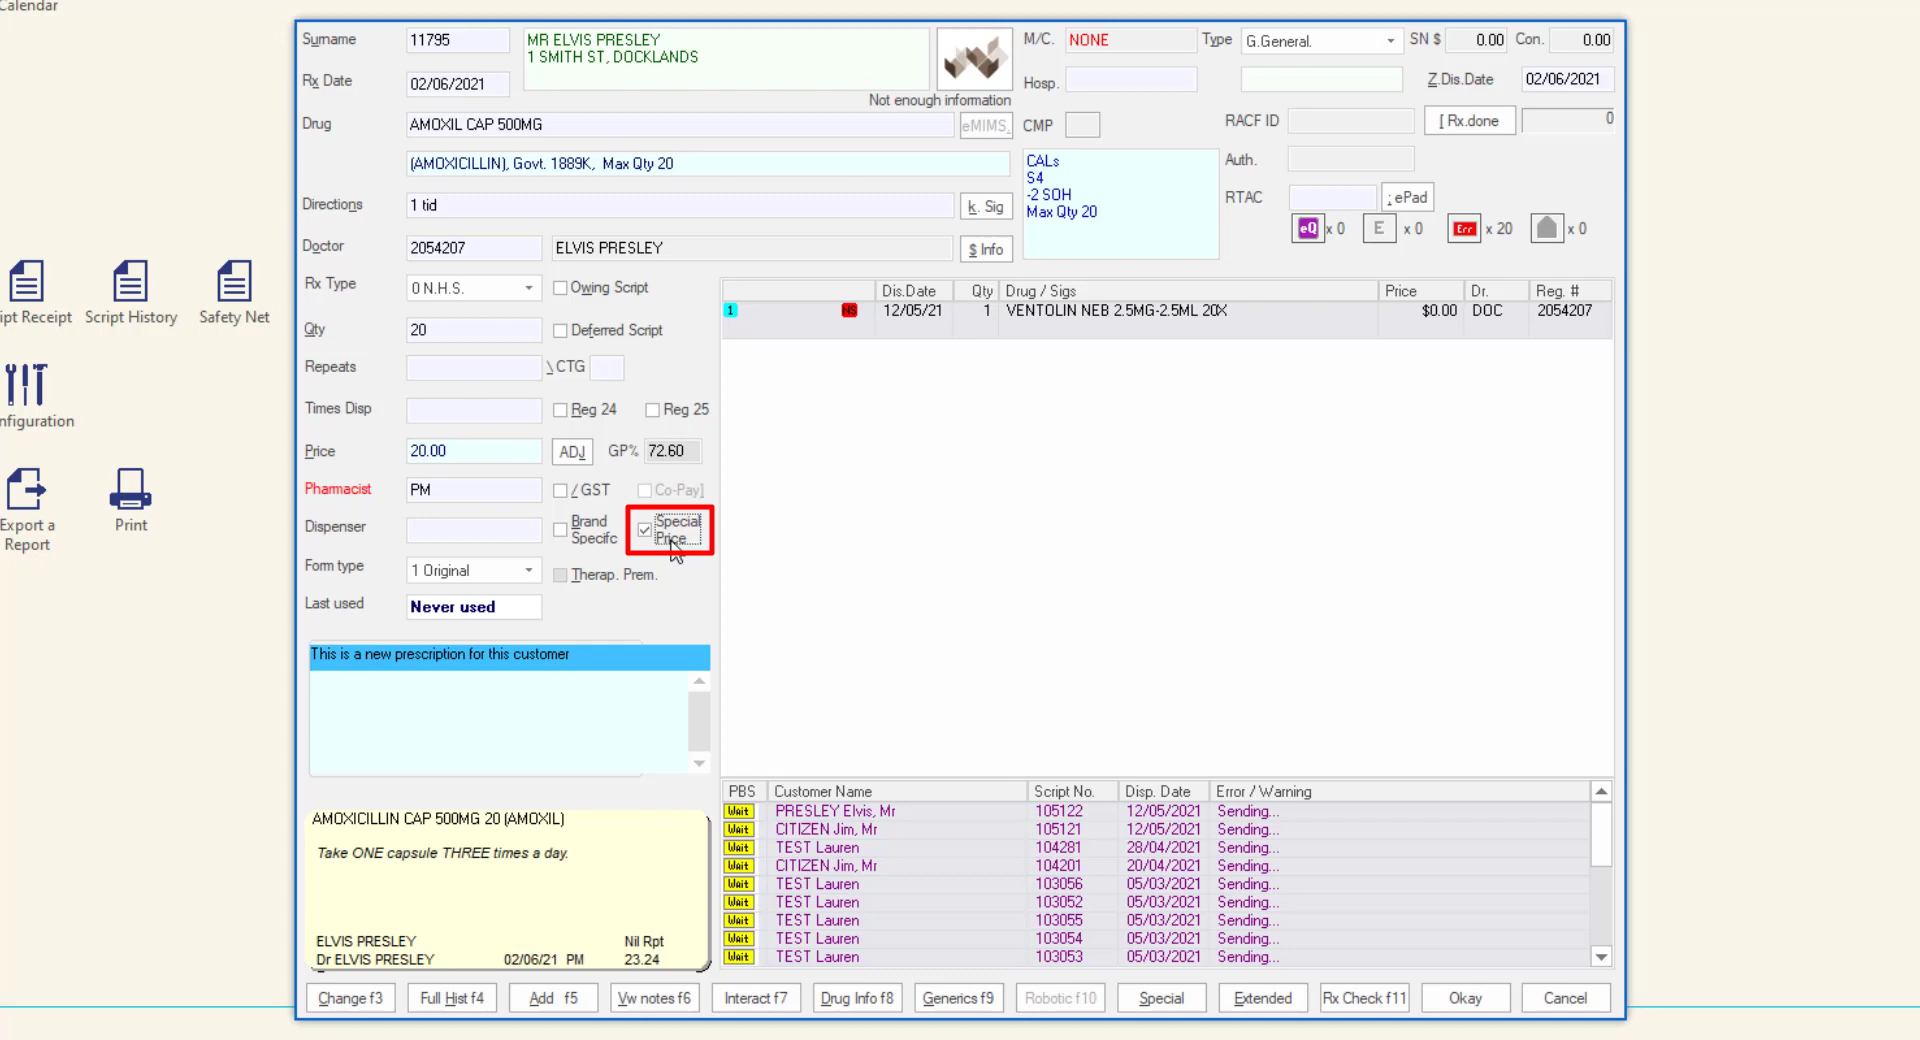 Calendar
Surname 11795 MR ELVIS PRESLEY
1 SMITH ST, DOCKLANDS
M/C. NONE Type G.General. SN $ 0.00 Con. 0.00
Rx Date 02/06/2021
Hosp. Z.Dis.Date 02/06/2021
Not enough information
Drug AMOXIL CAP 500MG eMIMS. CMP RACF ID [ Rx.done 0
(AMOXICILLIN), Govt. 1889K, Max Qty 20
CALs
S4
-2 SOH
Max Qty 20
Auth.
RTAC ; ePad
eQ x 0 E x 0 Err x 20 x 0
Directions 1 tid k. Sig
Doctor 2054207 ELVIS PRESLEY $ Info
Rx Type 0 N.H.S. Owing Script
Qty 20 Deferred Script
Repeats \ CTG
Times Disp Reg 24 Reg 25
Price 20.00 ADJ GP% 72.60
Pharmacist PM / GST Co-Pay]
Dispenser Brand Specifc Special Price
Form type 1 Original Therap. Prem.
Last used Never used
ipt Receipt Script History Safety Net
nfiguration
Export a Report Print
Dis.Date Qty Drug / Sigs Price Dr. Reg. #
1 NS 12/05/21 1 VENTOLIN NEB 2.5MG-2.5ML 20X $0.00 DOC 2054207
This is a new prescription for this customer
AMOXICILLIN CAP 500MG 20 (AMOXIL)
Take ONE capsule THREE times a day.
ELVIS PRESLEY Nil Rpt
Dr ELVIS PRESLEY 02/06/21 PM 23.24
PBS Customer Name Script No. Disp. Date Error / Warning
Wait PRESLEY Elvis, Mr 105122 12/05/2021 Sending...
Wait CITIZEN Jim, Mr 105121 12/05/2021 Sending...
Wait TEST Lauren 104281 28/04/2021 Sending...
Wait CITIZEN Jim, Mr 104201 20/04/2021 Sending...
Wait TEST Lauren 103056 05/03/2021 Sending...
Wait TEST Lauren 103052 05/03/2021 Sending...
Wait TEST Lauren 103055 05/03/2021 Sending...
Wait TEST Lauren 103054 05/03/2021 Sending...
Wait TEST Lauren 103053 05/03/2021 Sending...
Change f3 Full Hist f4 Add f5 Vw notes f6 Interact f7 Drug Info f8 Generics f9 Robotic f10 Special Extended Rx Check f11 Okay Cancel